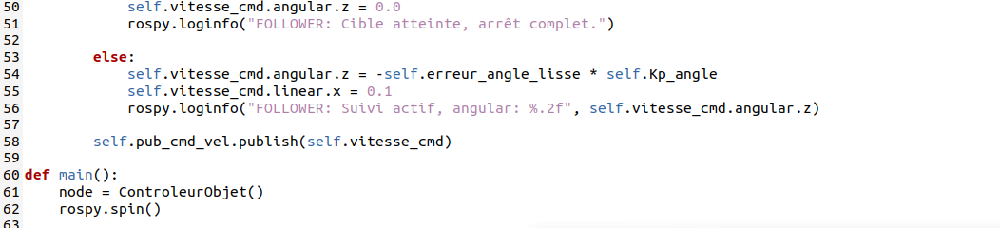 50 self.vitesse_cmd.angular.z = 0.0
51 rospy.loginfo("FOLLOWER: Cible atteinte, arrêt complet.")
52
53 else:
54 self.vitesse_cmd.angular.z = -self.erreur_angle_lisse * self.Kp_angle
55 self.vitesse_cmd.linear.x = 0.1
56 rospy.loginfo("FOLLOWER: Suivi actif, angular: %.2f", self.vitesse_cmd.angular.z)
57
58 self.pub_cmd_vel.publish(self.vitesse_cmd)
59
60 def main():
61 node = ControleurObjet()
62 rospy.spin()
63